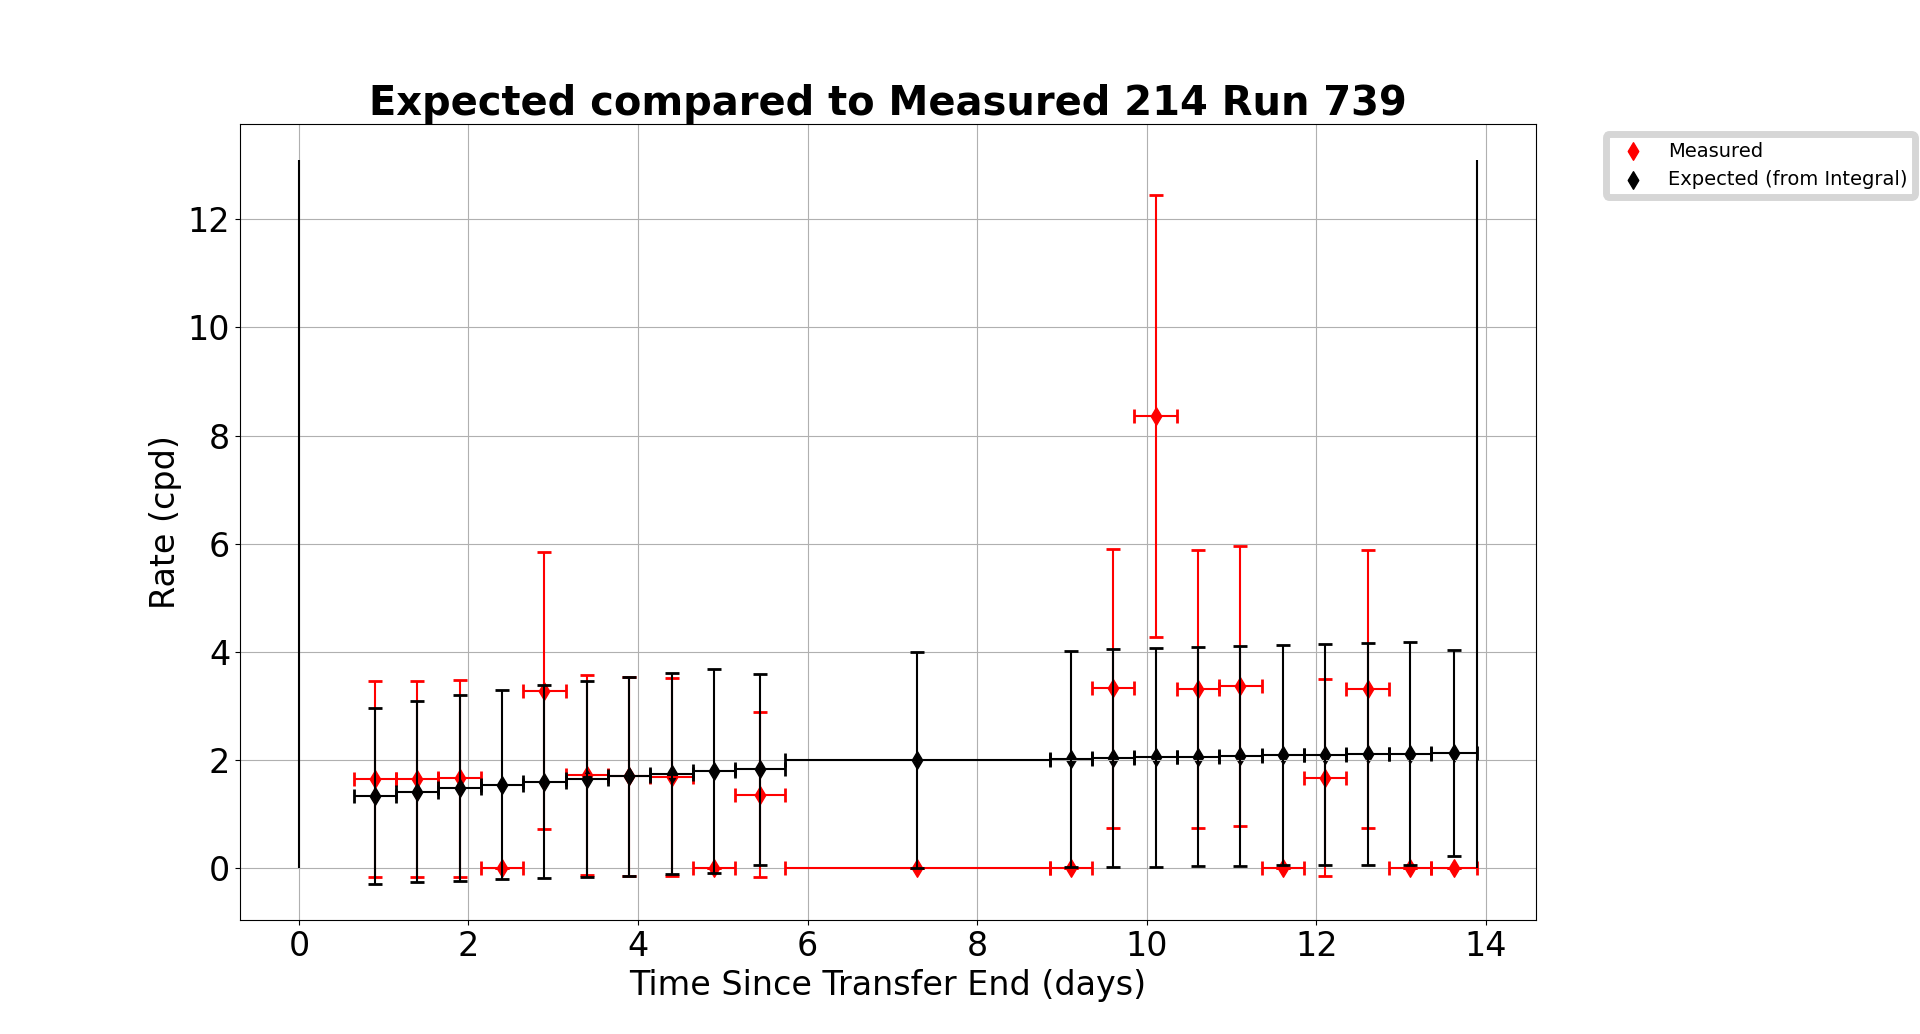 Expected compared to Measured 214 Run 739
Measured
Expected (from Integral)
12
10
8
6
4
2
0
Rate (cpd)
0 2 4 6 8 10 12 14
Time Since Transfer End (days)